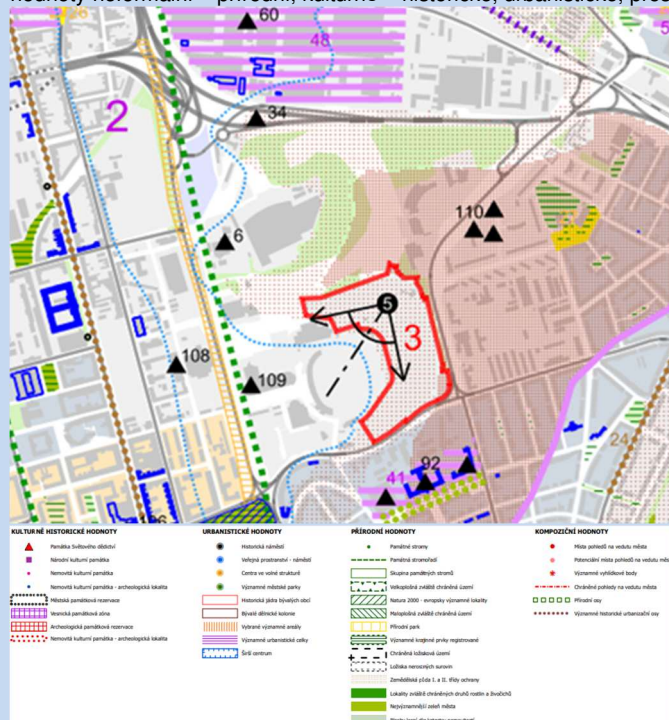 60
48
2
34
110
6
5
3
108
109
24
92
41
KULTURNĚ HISTORICKÉ HODNOTY
Památka Světového dědictví
Národní kulturní památka
Nemovitá kulturní památka
Nemovitá kulturní památka - archeologická lokalita
Městská památková rezervace
Vesnická památková zóna
Archeologická památková rezervace
Nemovitá kulturní památka - archeologická lokalita
URBANISTICKÉ HODNOTY
Historická náměstí
Veřejná prostranství - náměstí
Centra ve volné struktuře
Významné městské parky
Historická jádra bývalých obcí
Bývalé dělnické kolonie
Vybrané významné areály
Významné urbanistické celky
Širší centrum
PŘÍRODNÍ HODNOTY
Památné stromy
Památné stromořadí
Skupina památných stromů
Velkoplošná zvláště chráněná území
Natura 2000 - evropsky významné lokality
Maloplošná zvláště chráněná území
Přírodní park
Významné krajinné prvky registrované
Chráněná ložisková území
Ložiska nerostných surovin
Zemědělská půda I. a II. třídy ochrany
Lokality zvláště chráněných druhů rostlin a živočichů
Nejvýznamnější zeleň města
KOMPOZIČNÍ HODNOTY
Místa pohledů na vedutu města
Potenciální místa pohledů na vedutu měs
Významné vyhlídkové body
Chráněné pohledy na vedutu města
Přírodní osy
Významné historické urbanizační osy